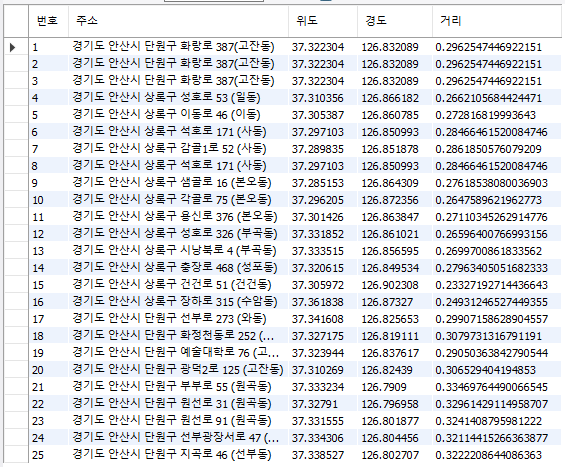 번호 주소 위도 경도 거리
1 경기도 안산시 단원구 화랑로 387(고잔동) 37.322304 126.832089 0.2962547446922151
2 경기도 안산시 단원구 화랑로 387(고잔동) 37.322304 126.832089 0.2962547446922151
3 경기도 안산시 단원구 화랑로 387(고잔동) 37.322304 126.832089 0.2962547446922151
4 경기도 안산시 상록구 성호로 53 (일동) 37.310356 126.866182 0.2662105684424471
5 경기도 안산시 상록구 이동로 46 (이동) 37.305387 126.860785 0.272816819993643
6 경기도 안산시 상록구 석호로 171 (사동) 37.297103 126.850993 0.28466461520084746
7 경기도 안산시 상록구 감골1로 52 (사동) 37.289835 126.851878 0.2861850576079209
8 경기도 안산시 상록구 석호로 171 (사동) 37.297103 126.850993 0.28466461520084746
9 경기도 안산시 상록구 샘골로 16 (본오동) 37.285153 126.864309 0.27618538080036903
10 경기도 안산시 상록구 각골로 75 (본오동) 37.296205 126.872356 0.2647589621962773
11 경기도 안산시 상록구 용신로 376 (본오동) 37.301426 126.863847 0.27110345262914776
12 경기도 안산시 상록구 성호로 326 (부곡동) 37.331852 126.861021 0.26596400766993156
13 경기도 안산시 상록구 시낭북로 4 (부곡동) 37.333515 126.856595 0.2699700861833562
14 경기도 안산시 상록구 충장로 468 (성포동) 37.320615 126.849534 0.27963405051682333
15 경기도 안산시 상록구 건건로 51 (건건동) 37.305972 126.902308 0.23327192714436643
16 경기도 안산시 상록구 장하로 315 (수암동) 37.361838 126.87327 0.24931246527449355
17 경기도 안산시 단원구 선부로 273 (와동) 37.341608 126.825653 0.29907158628904557
18 경기도 안산시 단원구 화정천동로 252 (... 37.327175 126.819111 0.3079731316791191
19 경기도 안산시 단원구 예술대학로 76 (고... 37.323944 126.837617 0.29050363842790544
20 경기도 안산시 단원구 광덕2로 125 (고잔동) 37.310269 126.82439 0.306529404194853
21 경기도 안산시 단원구 부부로 55 (원곡동) 37.333234 126.7909 0.33469764490066545
22 경기도 안산시 단원구 원선로 31 (원곡동) 37.32791 126.796958 0.32961429114958707
23 경기도 안산시 단원구 원선로 91 (원곡동) 37.331555 126.801877 0.3241408795981222
24 경기도 안산시 단원구 선부광장서로 47 (... 37.334306 126.804456 0.32114415266363877
25 경기도 안산시 단원구 지곡로 46 (선부동) 37.338527 126.802707 0.3222208644086363